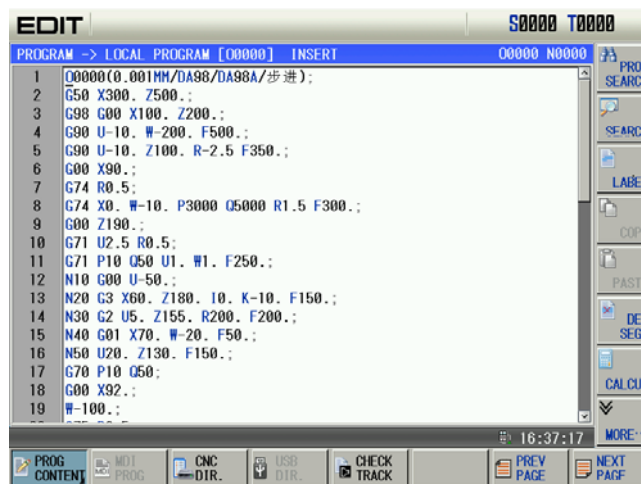 EDIT
S0000 T0000
PROGRAM -> LOCAL PROGRAM [O0000] INSERT O0000 N0000
1 O0000(0.001MM/DA98/DA98A/步进);
2 G50 X300. Z500.;
3 G98 G00 X100. Z200.;
4 G90 U-10. W-200. F500.;
5 G90 U-10. Z100. R-2.5 F350.;
6 G00 X90.;
7 G74 R0.5;
8 G74 X0. W-10. P3000 Q5000 R1.5 F300.;
9 G00 Z190.;
10 G71 U2.5 R0.5;
11 G71 P10 Q50 U1. W1. F250.;
12 N10 G00 U-50.;
13 N20 G3 X60. Z180. I0. K-10. F150.;
14 N30 G2 U5. Z155. R200. F200.;
15 N40 G01 X70. W-20. F50.;
16 N50 U20. Z130. F150.;
17 G70 P10 Q50;
18 G00 X92.;
19 W-100.;
PRO
SEARC
SEARC
LABE
COP
PAST
DE
SEG
CALCU
MORE··
16:37:17
PROG
CONTENT
MDI
PROG
CNC
DIR.
USB
DIR.
CHECK
TRACK
PREV
PAGE
NEXT
PAGE